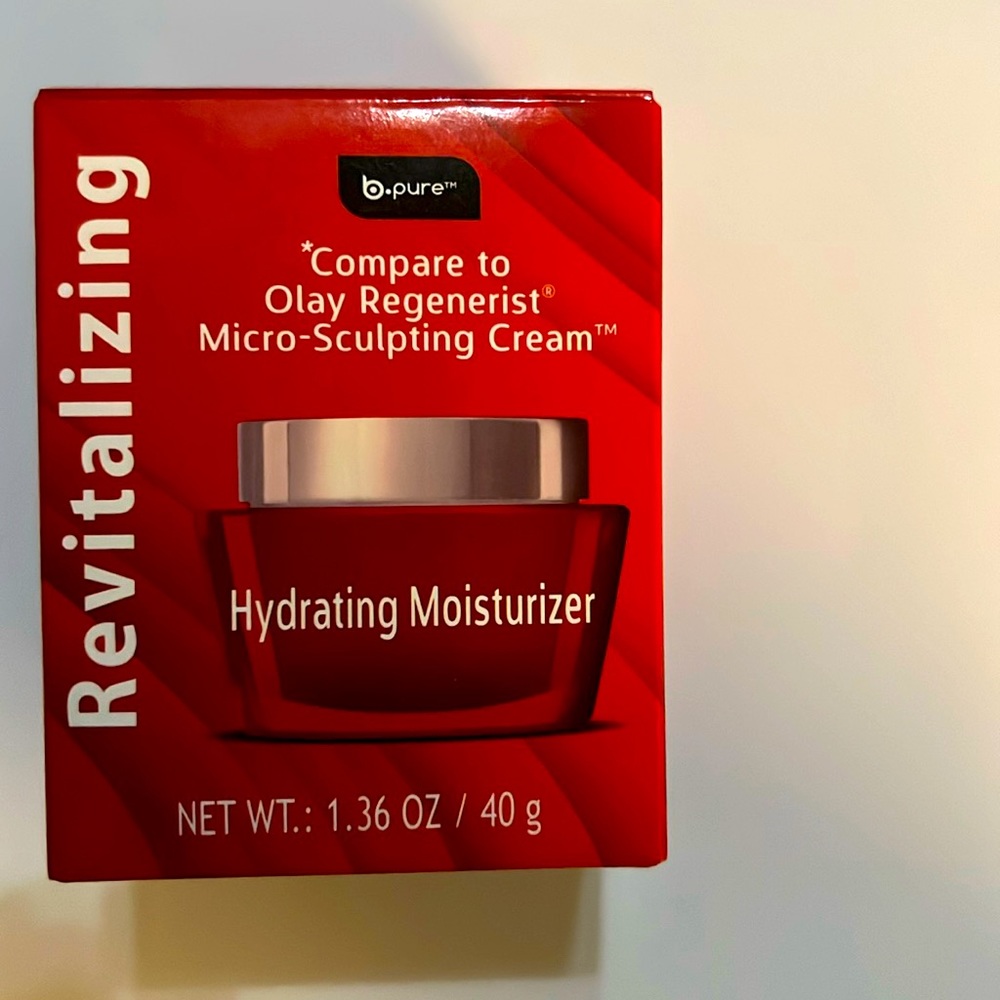 b.pure™
*Compare to
Olay Regenerist®
Micro-Sculpting Cream™
Revitalizing
Hydrating Moisturizer
NET WT.: 1.36 OZ / 40 g